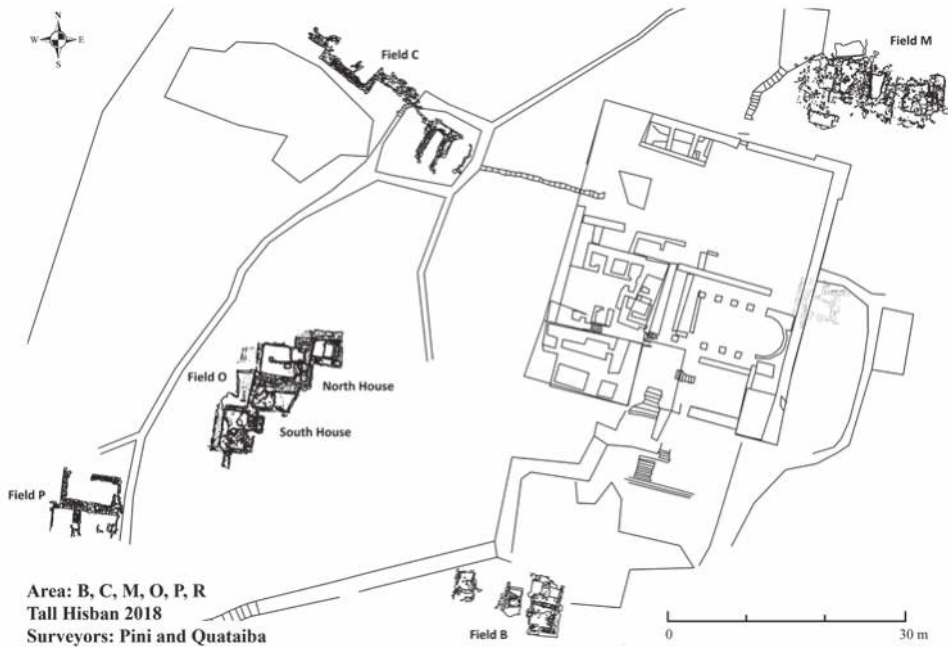 N
W E
S
Field C
Field M
Field O
North House
South House
Field P
Area: B, C, M, O, P, R
Tall Hisban 2018
Surveyors: Pini and Quataiba
Field B
0 30 m